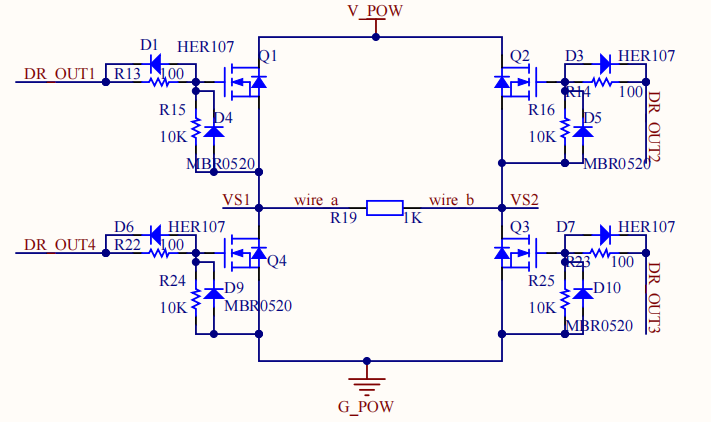 V_POW
D1 HER107 Q1
DR_OUT1 R13 100
R15 D4
10K
MBR0520
Q2 D3 HER107
R14 100
R16 D5 DR_OUT2
10K
MBR0520
VS1 wire_a wire_b VS2
R19 1K
D6 HER107
DR_OUT4 R22 100
Q4
R24 D9
10K MBR0520
Q3 D7 HER107
R23 100
R25 D10 DR_OUT3
10K
MBR0520
G_POW